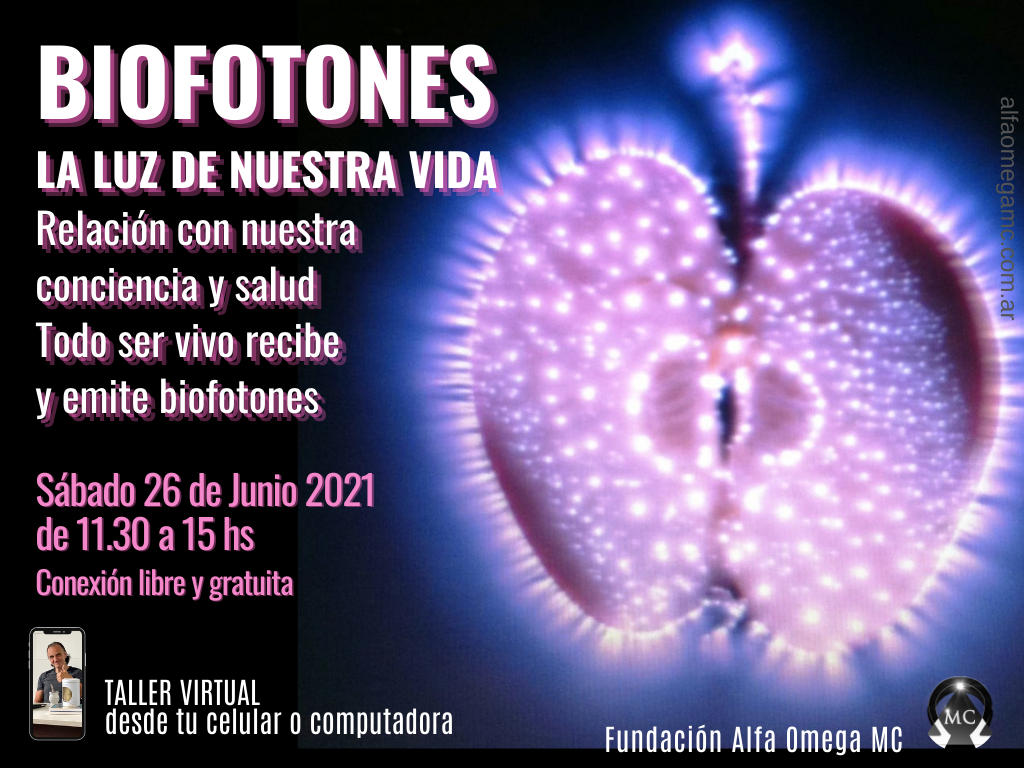 BIOFOTONES
LA LUZ DE NUESTRA VIDA
Relación con nuestra
conciencia y salud
Todo ser vivo recibe
y emite biofotones
Sábado 26 de Junio 2021
de 11.30 a 15 hs
Conexión libre y gratuita
TALLER VIRTUAL
desde tu celular o computadora
Fundación Alfa Omega MC
MC
alfaomegamc.com.ar